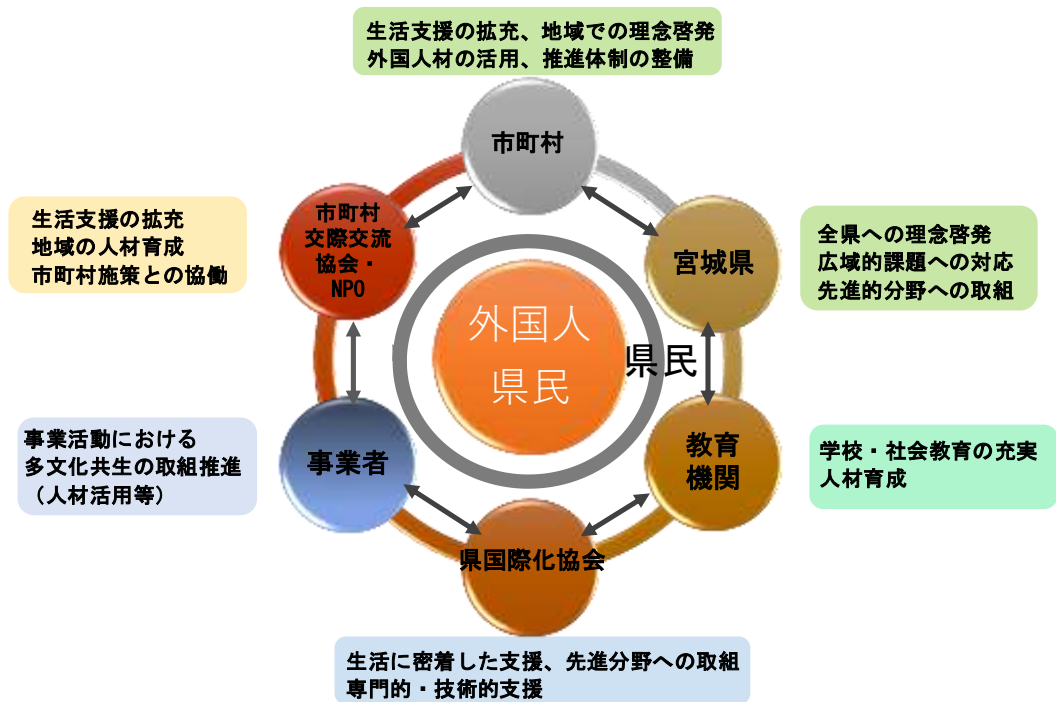 生活支援の拡充、地域での理念啓発
外国人材の活用、推進体制の整備
市町村
市町村
交際交流
協会・
NPO
生活支援の拡充
地域の人材育成
市町村施策との協働
宮城県
全県への理念啓発
広域的課題への対応
先進的分野への取組
外国人
県民
県民
事業活動における
多文化共生の取組推進
（人材活用等）
事業者
教育
機関
学校・社会教育の充実
人材育成
県国際化協会
生活に密着した支援、先進分野への取組
専門的・技術的支援